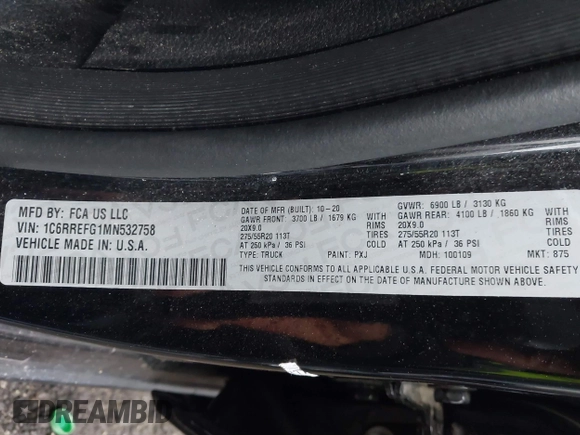 MFD BY: FCA US LLC
VIN: 1C6RREFG1MN532758
VEHICLE MADE IN U.S.A.
DATE OF MFR (BUILT): 10-20
GAWR FRONT: 3700 LB / 1679 KG WITH
20X9.0 RIMS
275/55R20 113T TIRES
AT 250 kPa / 36 PSI COLD
GVWR: 6900 LB / 3130 KG
GAWR REAR: 4100 LB / 1860 KG WITH
20X9.0 RIMS
275/55R20 113T TIRES
AT 250 kPa / 36 PSI COLD
TYPE: TRUCK PAINT: PXJ MDH: 100109 MKT: 875
THIS VEHICLE CONFORMS TO ALL APPLICABLE U.S.A. FEDERAL MOTOR VEHICLE SAFETY
STANDARDS IN EFFECT ON THE DATE OF MANUFACTURE SHOWN ABOVE.
DREAMBID